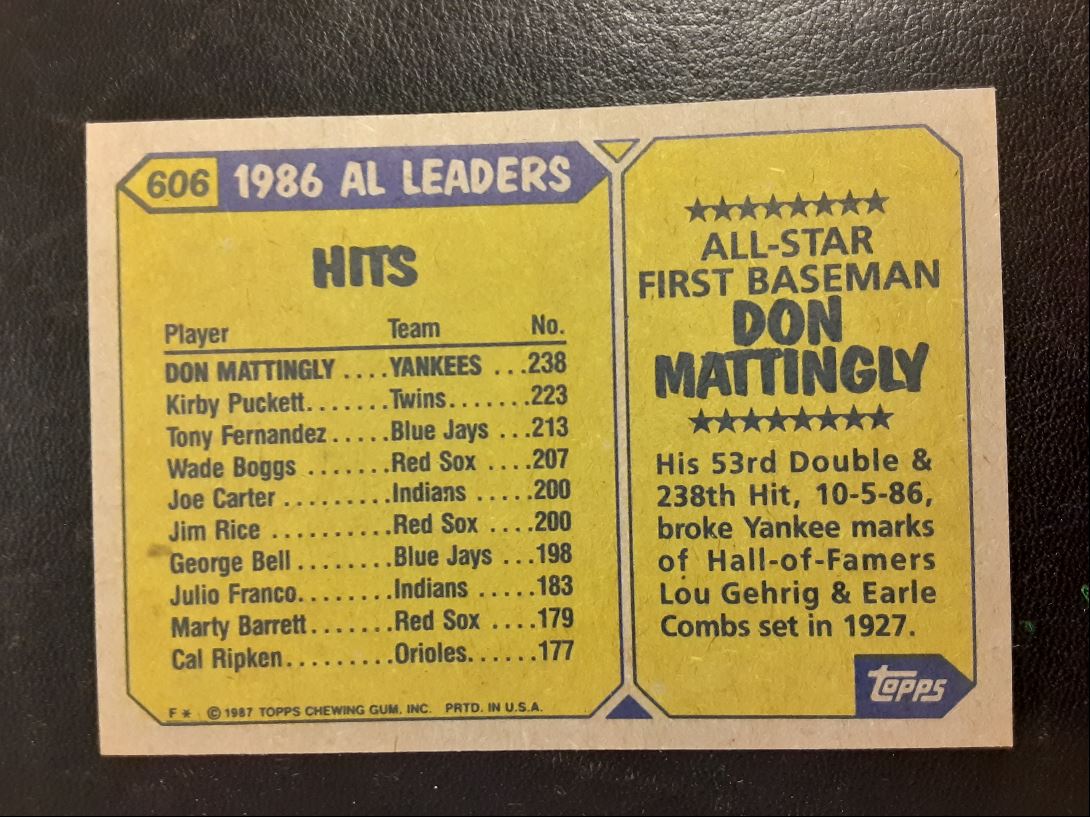 606 1986 AL LEADERS
HITS
Player Team No.
DON MATTINGLY ....YANKEES ...238
Kirby Puckett.......Twins.......223
Tony Fernandez.....Blue Jays ...213
Wade Boggs .......Red Sox ....207
Joe Carter .........Indians .....200
Jim Rice ..........Red Sox ....200
George Bell........Blue Jays ...198
Julio Franco........Indians .....183
Marty Barrett.......Red Sox ....179
Cal Ripken.........Orioles......177
F* ©1987 TOPPS CHEWING GUM, INC. PRTD. IN U.S.A.
ALL-STAR
FIRST BASEMAN
DON
MATTINGLY
His 53rd Double &
238th Hit, 10-5-86,
broke Yankee marks
of Hall-of-Famers
Lou Gehrig & Earle
Combs set in 1927.
topps